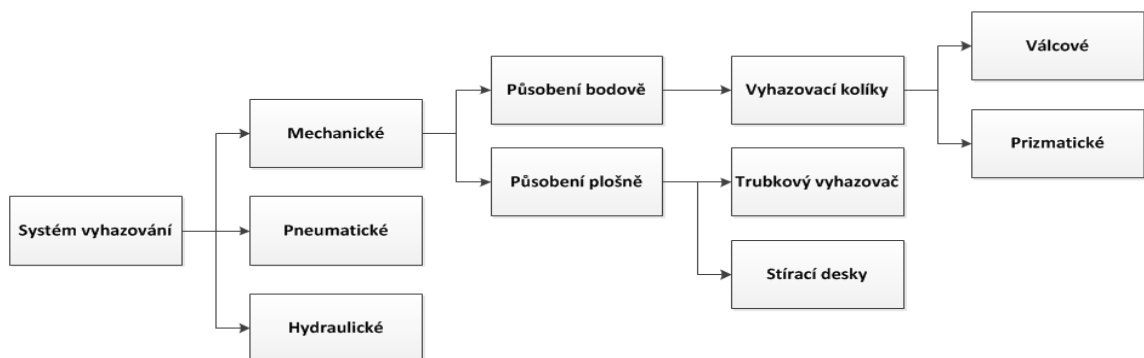 Válcové
Působení bodově
Vyhazovací kolíky
Mechanické
Prizmatické
Působení plošně
Trubkový vyhazovač
Systém vyhazování
Pneumatické
Stírací desky
Hydraulické